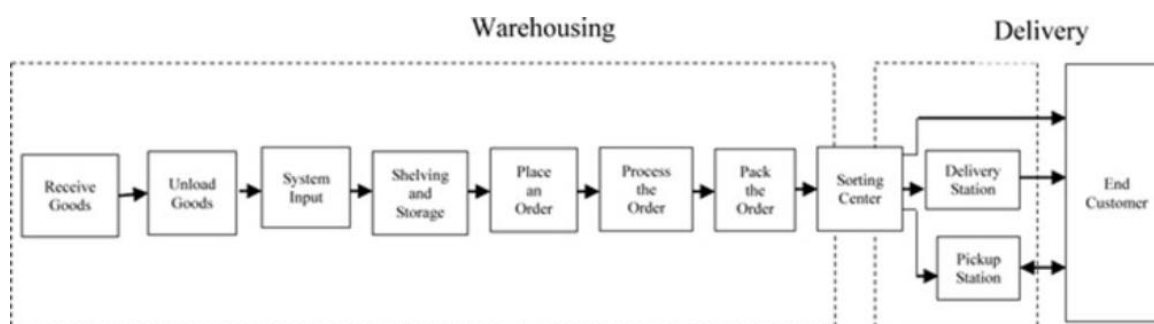 Warehousing
Delivery
Receive
Goods
Unload
Goods
System
Input
Shelving
and
Storage
Place
an
Order
Process
the
Order
Pack
the
Order
Sorting
Center
Delivery
Station
Pickup
Station
End
Customer